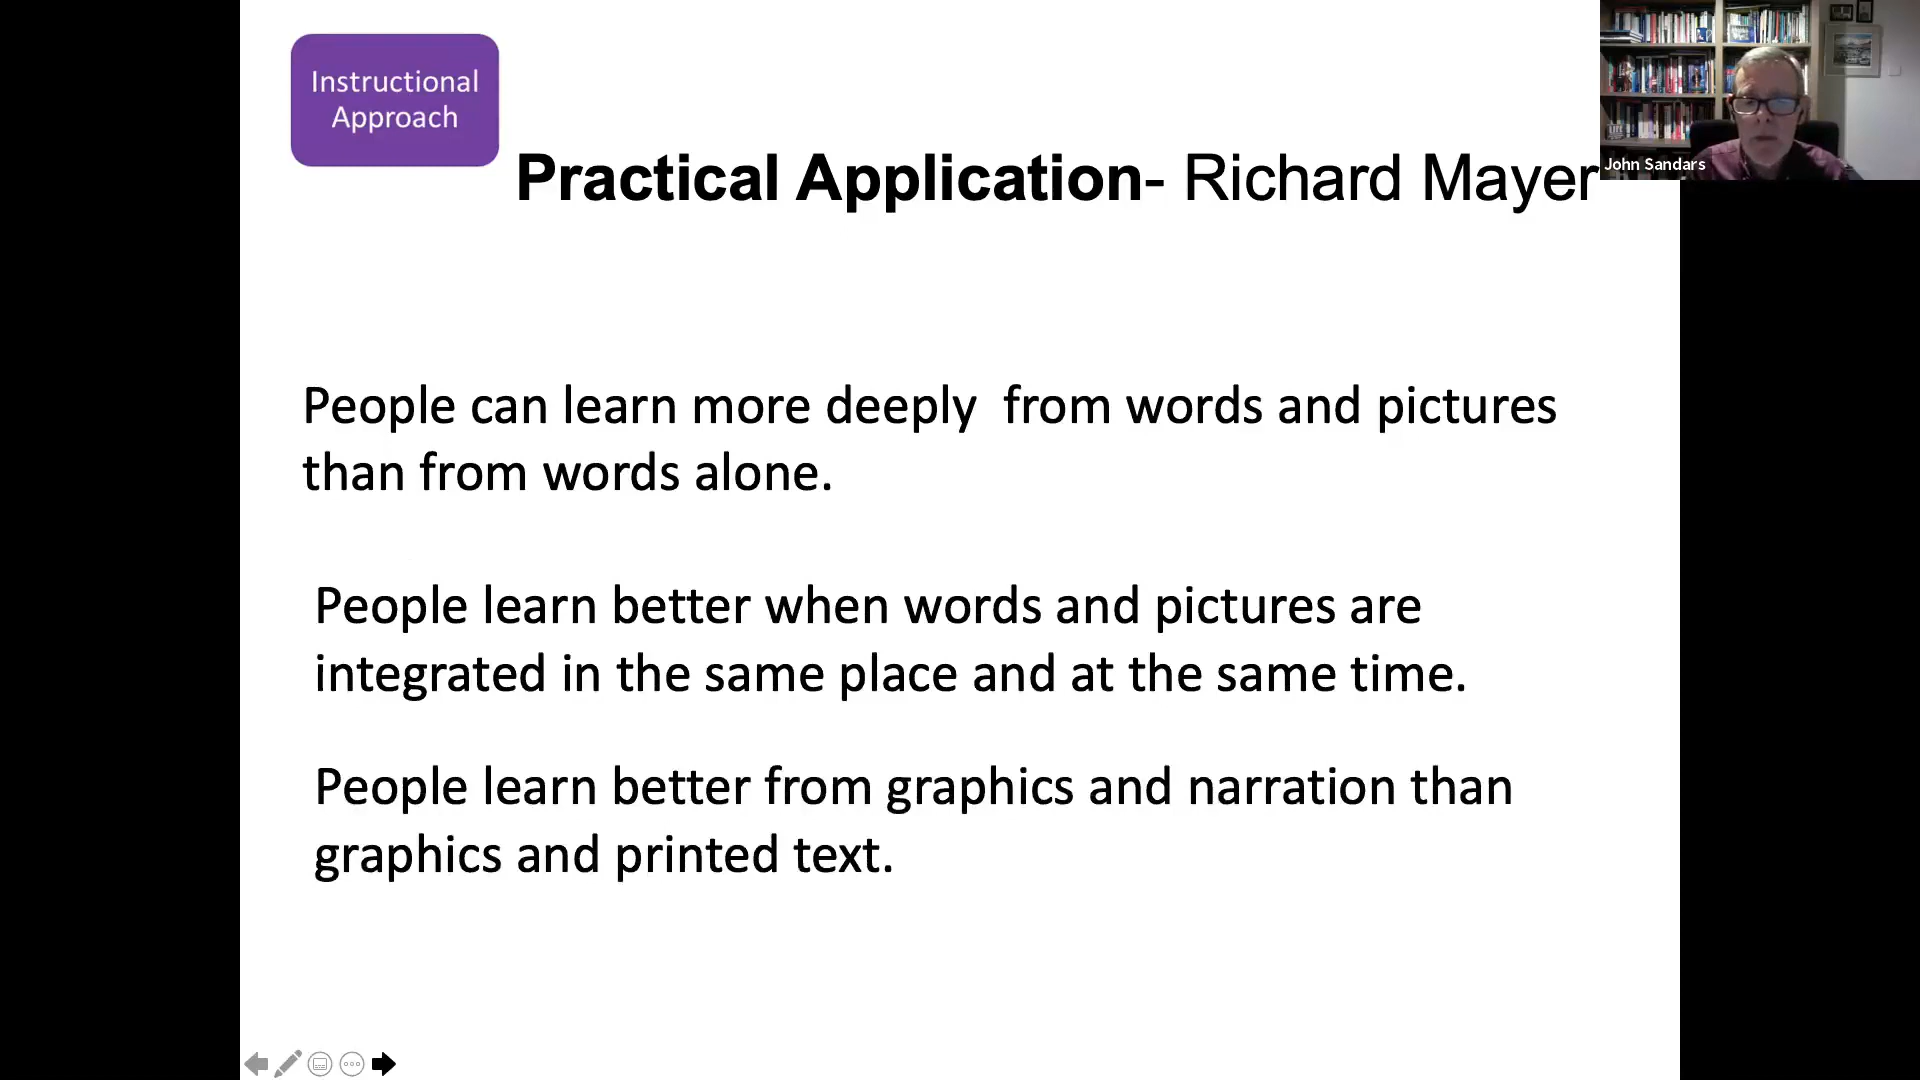 Instructional
Approach
Practical Application- Richard Mayer
John Sandars
People can learn more deeply  from words and pictures
than from words alone.
People learn better when words and pictures are
integrated in the same place and at the same time.
People learn better from graphics and narration than
graphics and printed text.